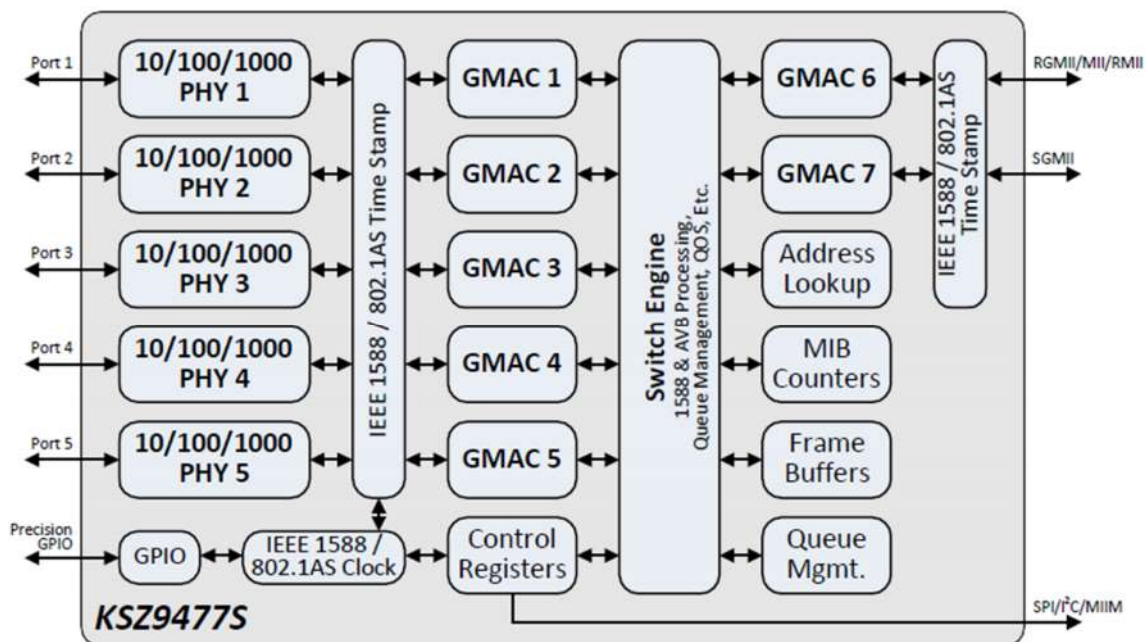 Port 1
10/100/1000
PHY 1
Port 2
10/100/1000
PHY 2
Port 3
10/100/1000
PHY 3
Port 4
10/100/1000
PHY 4
Port 5
10/100/1000
PHY 5
Precision
GPIO
GPIO
IEEE 1588 /
802.1AS Clock
IEEE 1588 / 802.1AS Time Stamp
GMAC 1
GMAC 2
GMAC 3
GMAC 4
GMAC 5
Control
Registers
Switch Engine
1588 & AVB Processing,
Queue Management, QOS, Etc.
GMAC 6
GMAC 7
Address
Lookup
MIB
Counters
Frame
Buffers
Queue
Mgmt.
IEEE 1588 / 802.1AS
Time Stamp
RGMII/MII/RMII
SGMII
SPI/I²C/MIIM
KSZ9477S